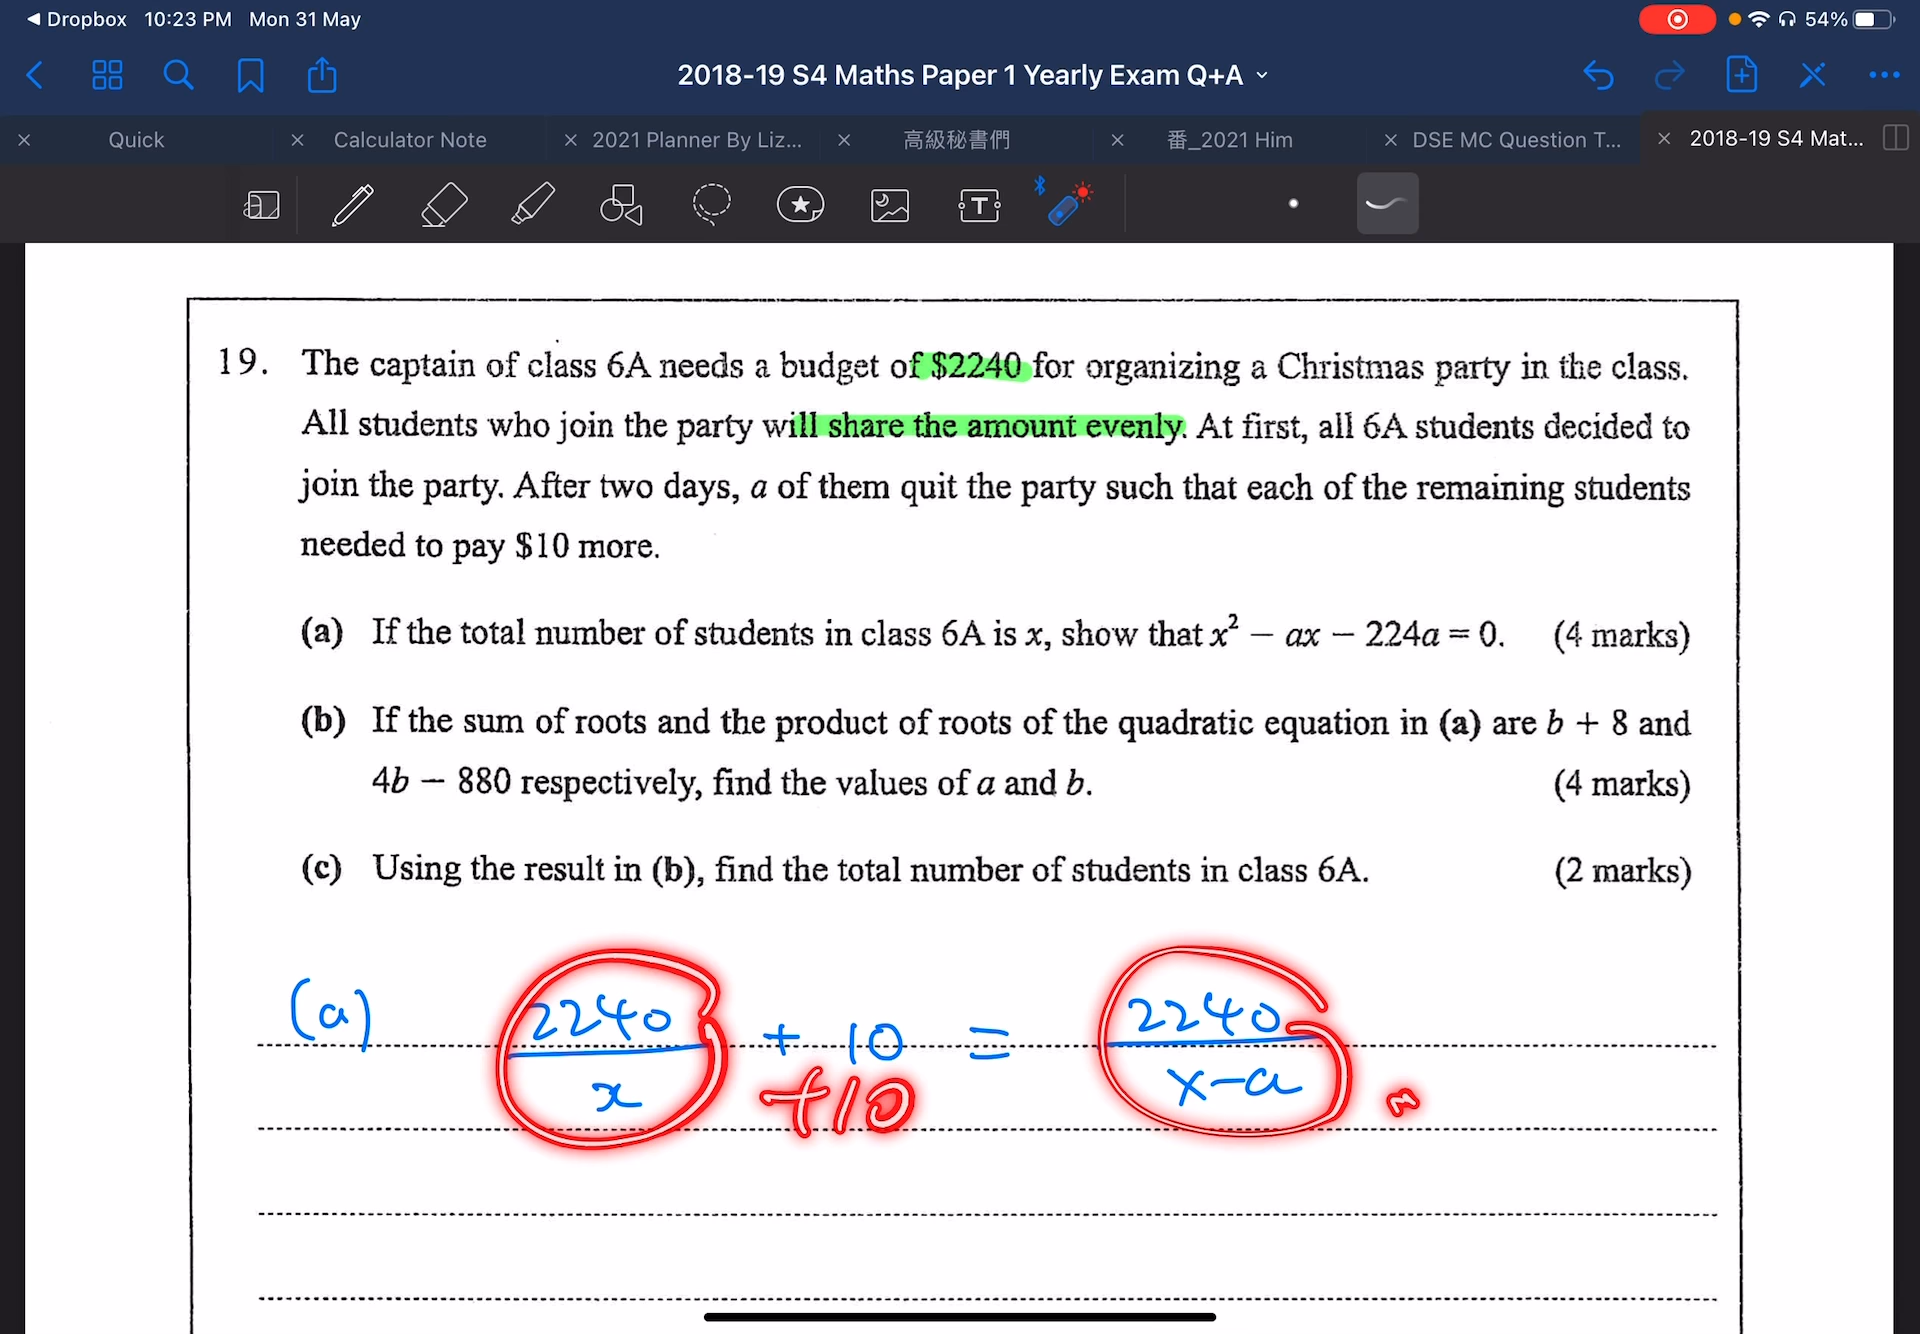 Dropbox 10:23 PM Mon 31 May 54%
2018-19 S4 Maths Paper 1 Yearly Exam Q+A
Quick
Calculator Note
2021 Planner By Liz...
高級秘書們
番_2021 Him
DSE MC Question T...
2018-19 S4 Mat...
19. The captain of class 6A needs a budget of $2240 for organizing a Christmas party in the class.
All students who join the party will share the amount evenly. At first, all 6A students decided to
join the party. After two days, a of them quit the party such that each of the remaining students
needed to pay $10 more.
(a) If the total number of students in class 6A is x, show that x² − ax − 224a = 0. (4 marks)
(b) If the sum of roots and the product of roots of the quadratic equation in (a) are b + 8 and
4b − 880 respectively, find the values of a and b. (4 marks)
(c) Using the result in (b), find the total number of students in class 6A. (2 marks)
(a) 2240/x + 10 = 2240/x-a
+10